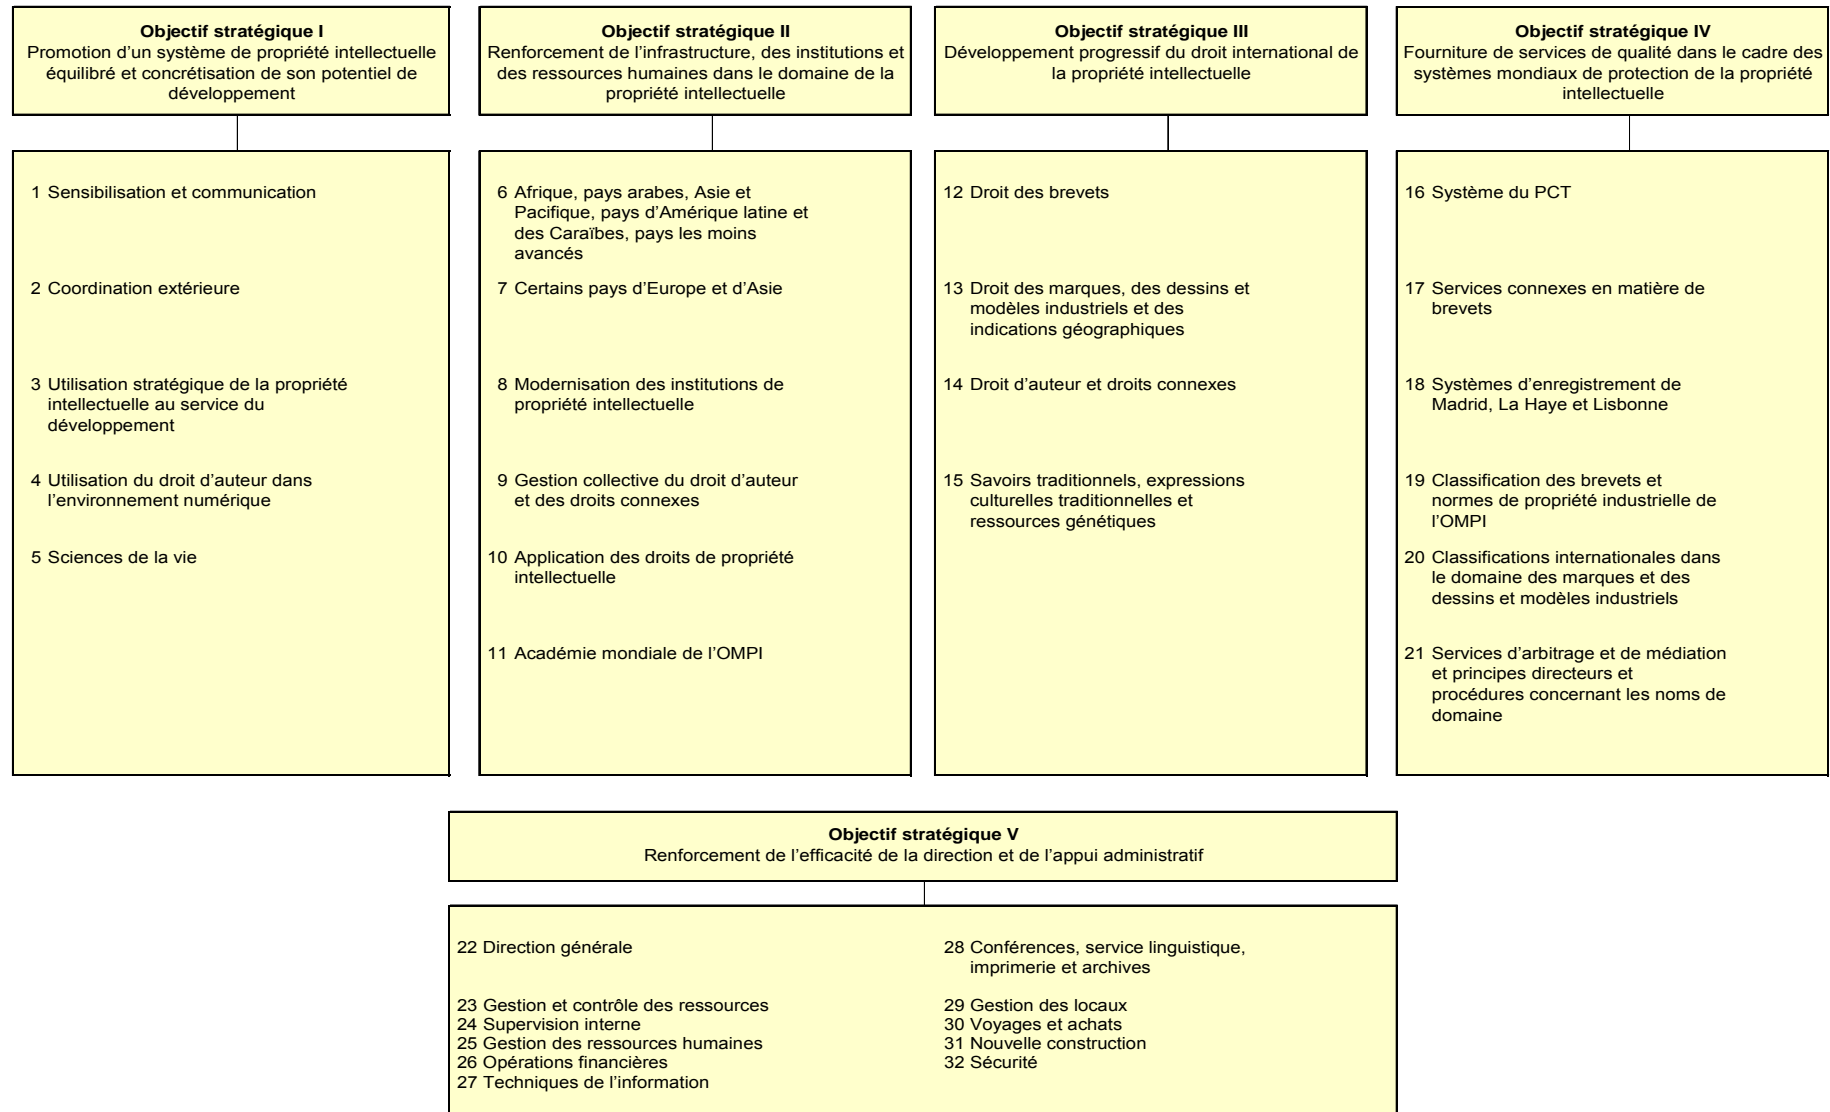 Objectif stratégique I
Promotion d’un système de propriété intellectuelle
équilibré et concrétisation de son potentiel de
développement
1 Sensibilisation et communication
2 Coordination extérieure
3 Utilisation stratégique de la propriété
intellectuelle au service du
développement
4 Utilisation du droit d’auteur dans
l’environnement numérique
5 Sciences de la vie
Objectif stratégique II
Renforcement de l’infrastructure, des institutions et
des ressources humaines dans le domaine de la
propriété intellectuelle
6 Afrique, pays arabes, Asie et
Pacifique, pays d’Amérique latine et
des Caraïbes, pays les moins
avancés
7 Certains pays d’Europe et d’Asie
8 Modernisation des institutions de
propriété intellectuelle
9 Gestion collective du droit d’auteur
et des droits connexes
10 Application des droits de propriété
intellectuelle
11 Académie mondiale de l’OMPI
Objectif stratégique III
Développement progressif du droit international de
la propriété intellectuelle
12 Droit des brevets
13 Droit des marques, des dessins et
modèles industriels et des
indications géographiques
14 Droit d’auteur et droits connexes
15 Savoirs traditionnels, expressions
culturelles traditionnelles et
ressources génétiques
Objectif stratégique IV
Fourniture de services de qualité dans le cadre des
systèmes mondiaux de protection de la propriété
intellectuelle
16 Système du PCT
17 Services connexes en matière de
brevets
18 Systèmes d’enregistrement de
Madrid, La Haye et Lisbonne
19 Classification des brevets et
normes de propriété industrielle de
l’OMPI
20 Classifications internationales dans
le domaine des marques et des
dessins et modèles industriels
21 Services d’arbitrage et de médiation
et principes directeurs et
procédures concernant les noms de
domaine
Objectif stratégique V
Renforcement de l’efficacité de la direction et de l’appui administratif
22 Direction générale
23 Gestion et contrôle des ressources
24 Supervision interne
25 Gestion des ressources humaines
26 Opérations financières
27 Techniques de l’information
28 Conférences, service linguistique,
imprimerie et archives
29 Gestion des locaux
30 Voyages et achats
31 Nouvelle construction
32 Sécurité